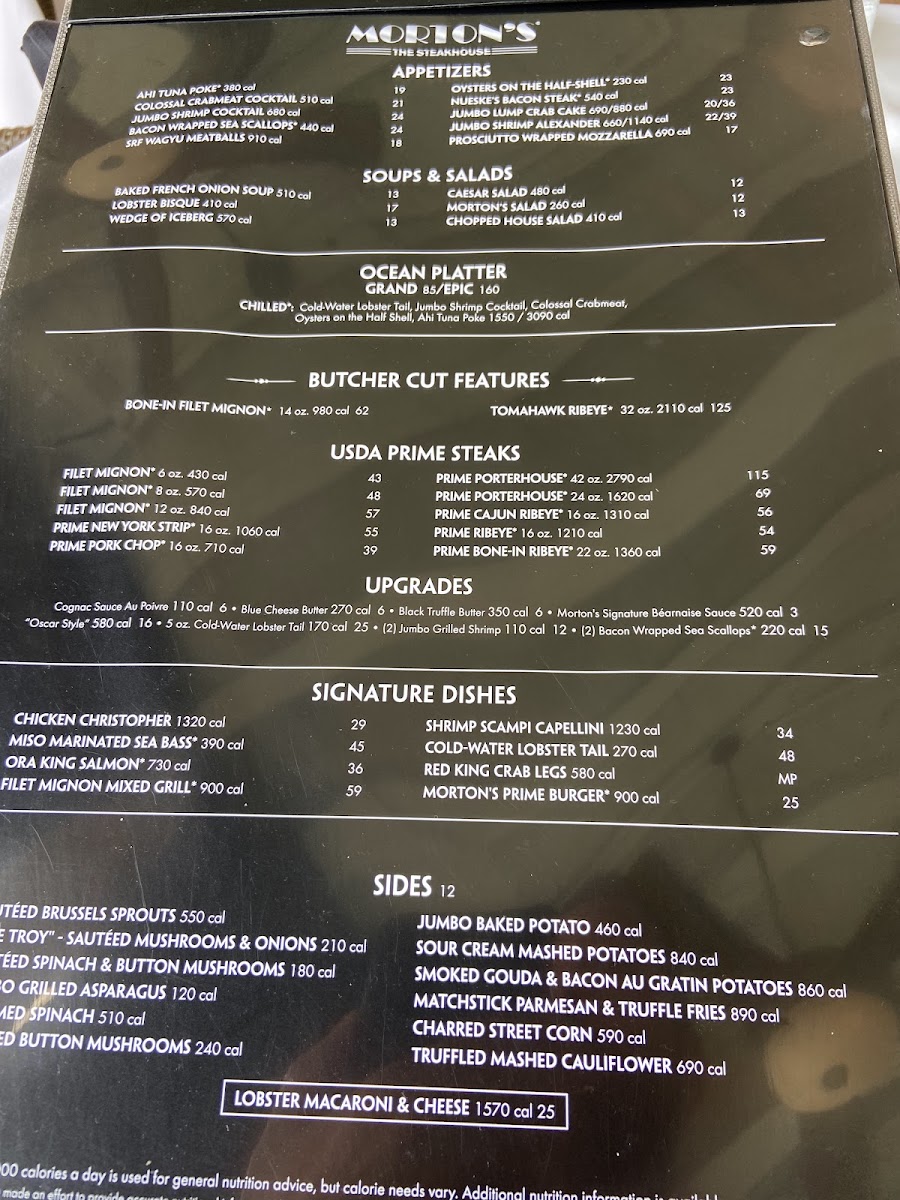 MORTON'S
THE STEAKHOUSE
APPETIZERS
AHI TUNA POKE* 380 cal 19
COLOSSAL CRABMEAT COCKTAIL 510 cal 21
JUMBO SHRIMP COCKTAIL 680 cal 24
BACON WRAPPED SEA SCALLOPS* 440 cal 24
SRF WAGYU MEATBALLS 910 cal 18
OYSTERS ON THE HALF-SHELL* 230 cal 23
NUESKE'S BACON STEAK* 540 cal 23
JUMBO LUMP CRAB CAKE 690/880 cal 20/36
JUMBO SHRIMP ALEXANDER 660/1140 cal 22/39
PROSCIUTTO WRAPPED MOZZARELLA 690 cal 17
SOUPS & SALADS
BAKED FRENCH ONION SOUP 510 cal 13
LOBSTER BISQUE 410 cal 17
WEDGE OF ICEBERG 570 cal 13
CAESAR SALAD 480 cal 12
MORTON'S SALAD 260 cal 12
CHOPPED HOUSE SALAD 410 cal 13
OCEAN PLATTER
GRAND 85/EPIC 160
CHILLED*: Cold-Water Lobster Tail, Jumbo Shrimp Cocktail, Colossal Crabmeat,
Oysters on the Half Shell, Ahi Tuna Poke 1550 / 3090 cal
BUTCHER CUT FEATURES
BONE-IN FILET MIGNON* 14 oz. 980 cal 62
TOMAHAWK RIBEYE* 32 oz. 2110 cal 125
USDA PRIME STEAKS
FILET MIGNON* 6 oz. 430 cal 43
FILET MIGNON* 8 oz. 570 cal 48
FILET MIGNON* 12 oz. 840 cal 57
PRIME NEW YORK STRIP* 16 oz. 1060 cal 55
PRIME PORK CHOP* 16 oz. 710 cal 39
PRIME PORTERHOUSE* 42 oz. 2790 cal 115
PRIME PORTERHOUSE* 24 oz. 1620 cal 69
PRIME CAJUN RIBEYE* 16 oz. 1310 cal 56
PRIME RIBEYE* 16 oz. 1210 cal 54
PRIME BONE-IN RIBEYE* 22 oz. 1360 cal 59
UPGRADES
Cognac Sauce Au Poivre 110 cal 6 • Blue Cheese Butter 270 cal 6 • Black Truffle Butter 350 cal 6 • Morton's Signature Béarnaise Sauce 520 cal 3
"Oscar Style" 580 cal 16 • 5 oz. Cold-Water Lobster Tail 170 cal 25 • (2) Jumbo Grilled Shrimp 110 cal 12 • (2) Bacon Wrapped Sea Scallops* 220 cal 15
SIGNATURE DISHES
CHICKEN CHRISTOPHER 1320 cal 29
MISO MARINATED SEA BASS* 390 cal 45
ORA KING SALMON* 730 cal 36
FILET MIGNON MIXED GRILL* 900 cal 59
SHRIMP SCAMPI CAPELLINI 1230 cal 34
COLD-WATER LOBSTER TAIL 270 cal 48
RED KING CRAB LEGS 580 cal MP
MORTON'S PRIME BURGER* 900 cal 25
SIDES 12
UTÉED BRUSSELS SPROUTS 550 cal
E TROY" - SAUTÉED MUSHROOMS & ONIONS 210 cal
TÉED SPINACH & BUTTON MUSHROOMS 180 cal
BO GRILLED ASPARAGUS 120 cal
MED SPINACH 510 cal
ED BUTTON MUSHROOMS 240 cal
JUMBO BAKED POTATO 460 cal
SOUR CREAM MASHED POTATOES 840 cal
SMOKED GOUDA & BACON AU GRATIN POTATOES 860 cal
MATCHSTICK PARMESAN & TRUFFLE FRIES 890 cal
CHARRED STREET CORN 590 cal
TRUFFLED MASHED CAULIFLOWER 690 cal
LOBSTER MACARONI & CHEESE 1570 cal 25
00 calories a day is used for general nutrition advice, but calorie needs vary. Additional nutrition information is
made an effort to provide